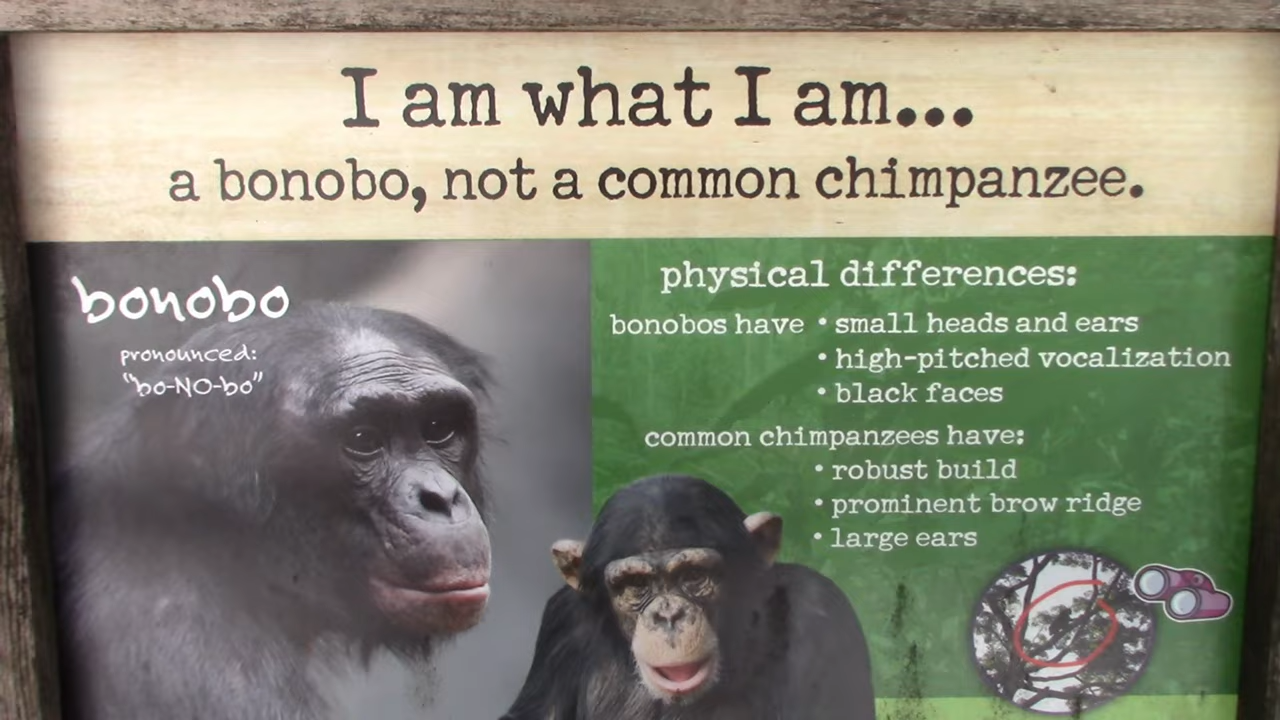 I am what I am...
a bonobo, not a common chimpanzee.
bonobo
pronounced:
"bo-NO-bo"
physical differences:
bonobos have • small heads and ears
• high-pitched vocalization
• black faces
common chimpanzees have:
• robust build
• prominent brow ridge
• large ears